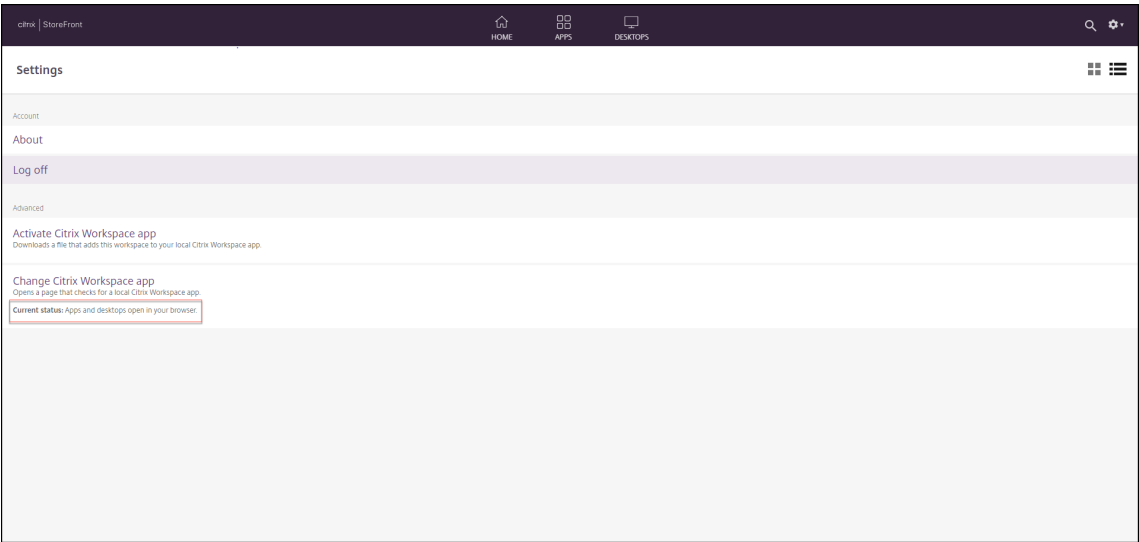 citrix | StoreFront
HOME
APPS
DESKTOPS
Settings
Account
About
Log off
Advanced
Activate Citrix Workspace app
Downloads a file that adds this workspace to your local Citrix Workspace app.
Change Citrix Workspace app
Opens a page that checks for a local Citrix Workspace app.
Current status: Apps and desktops open in your browser.